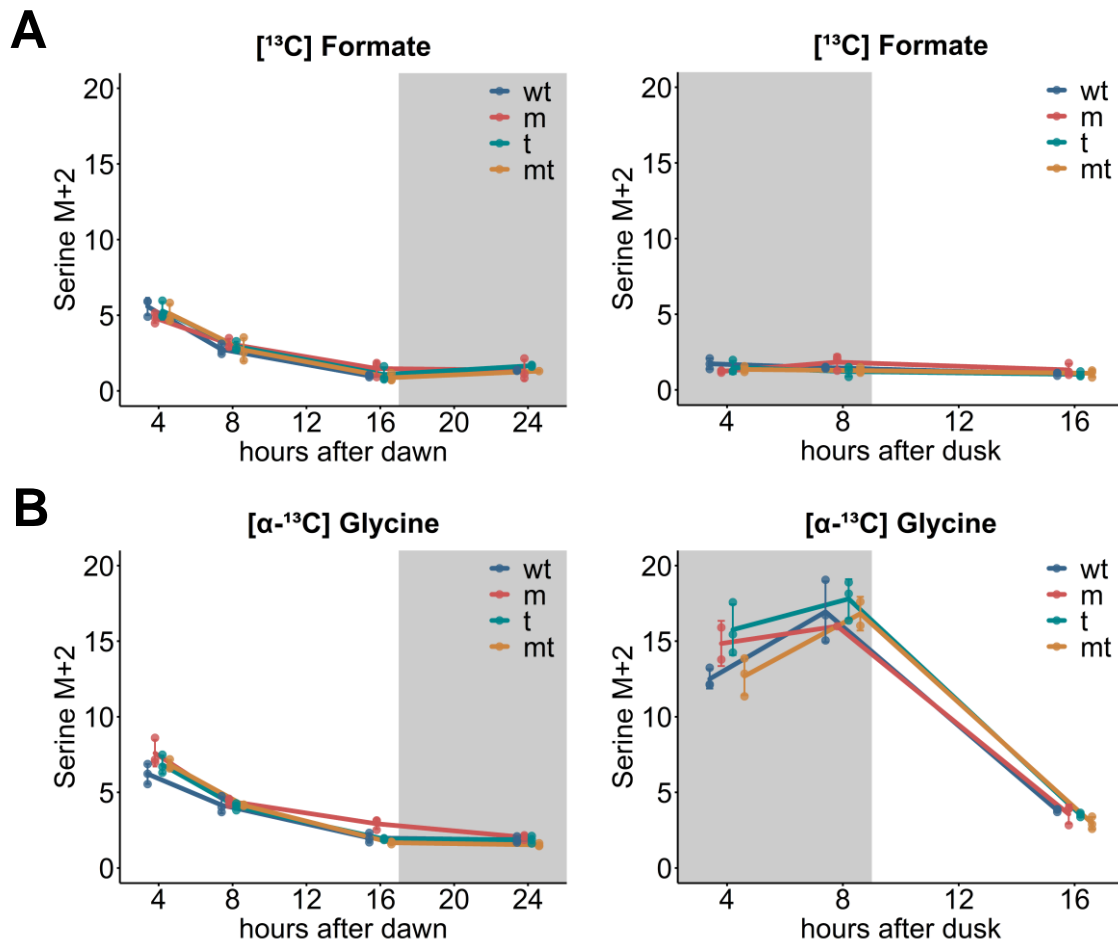 A
[¹³C] Formate
Serine M+2
20
15
10
5
0
wt
m
t
mt
4 8 12 16 20 24
hours after dawn
[¹³C] Formate
Serine M+2
20
15
10
5
0
wt
m
t
mt
4 8 12 16
hours after dusk
B
[α-¹³C] Glycine
Serine M+2
20
15
10
5
0
wt
m
t
mt
4 8 12 16 20 24
hours after dawn
[α-¹³C] Glycine
Serine M+2
20
15
10
5
0
wt
m
t
mt
4 8 12 16
hours after dusk